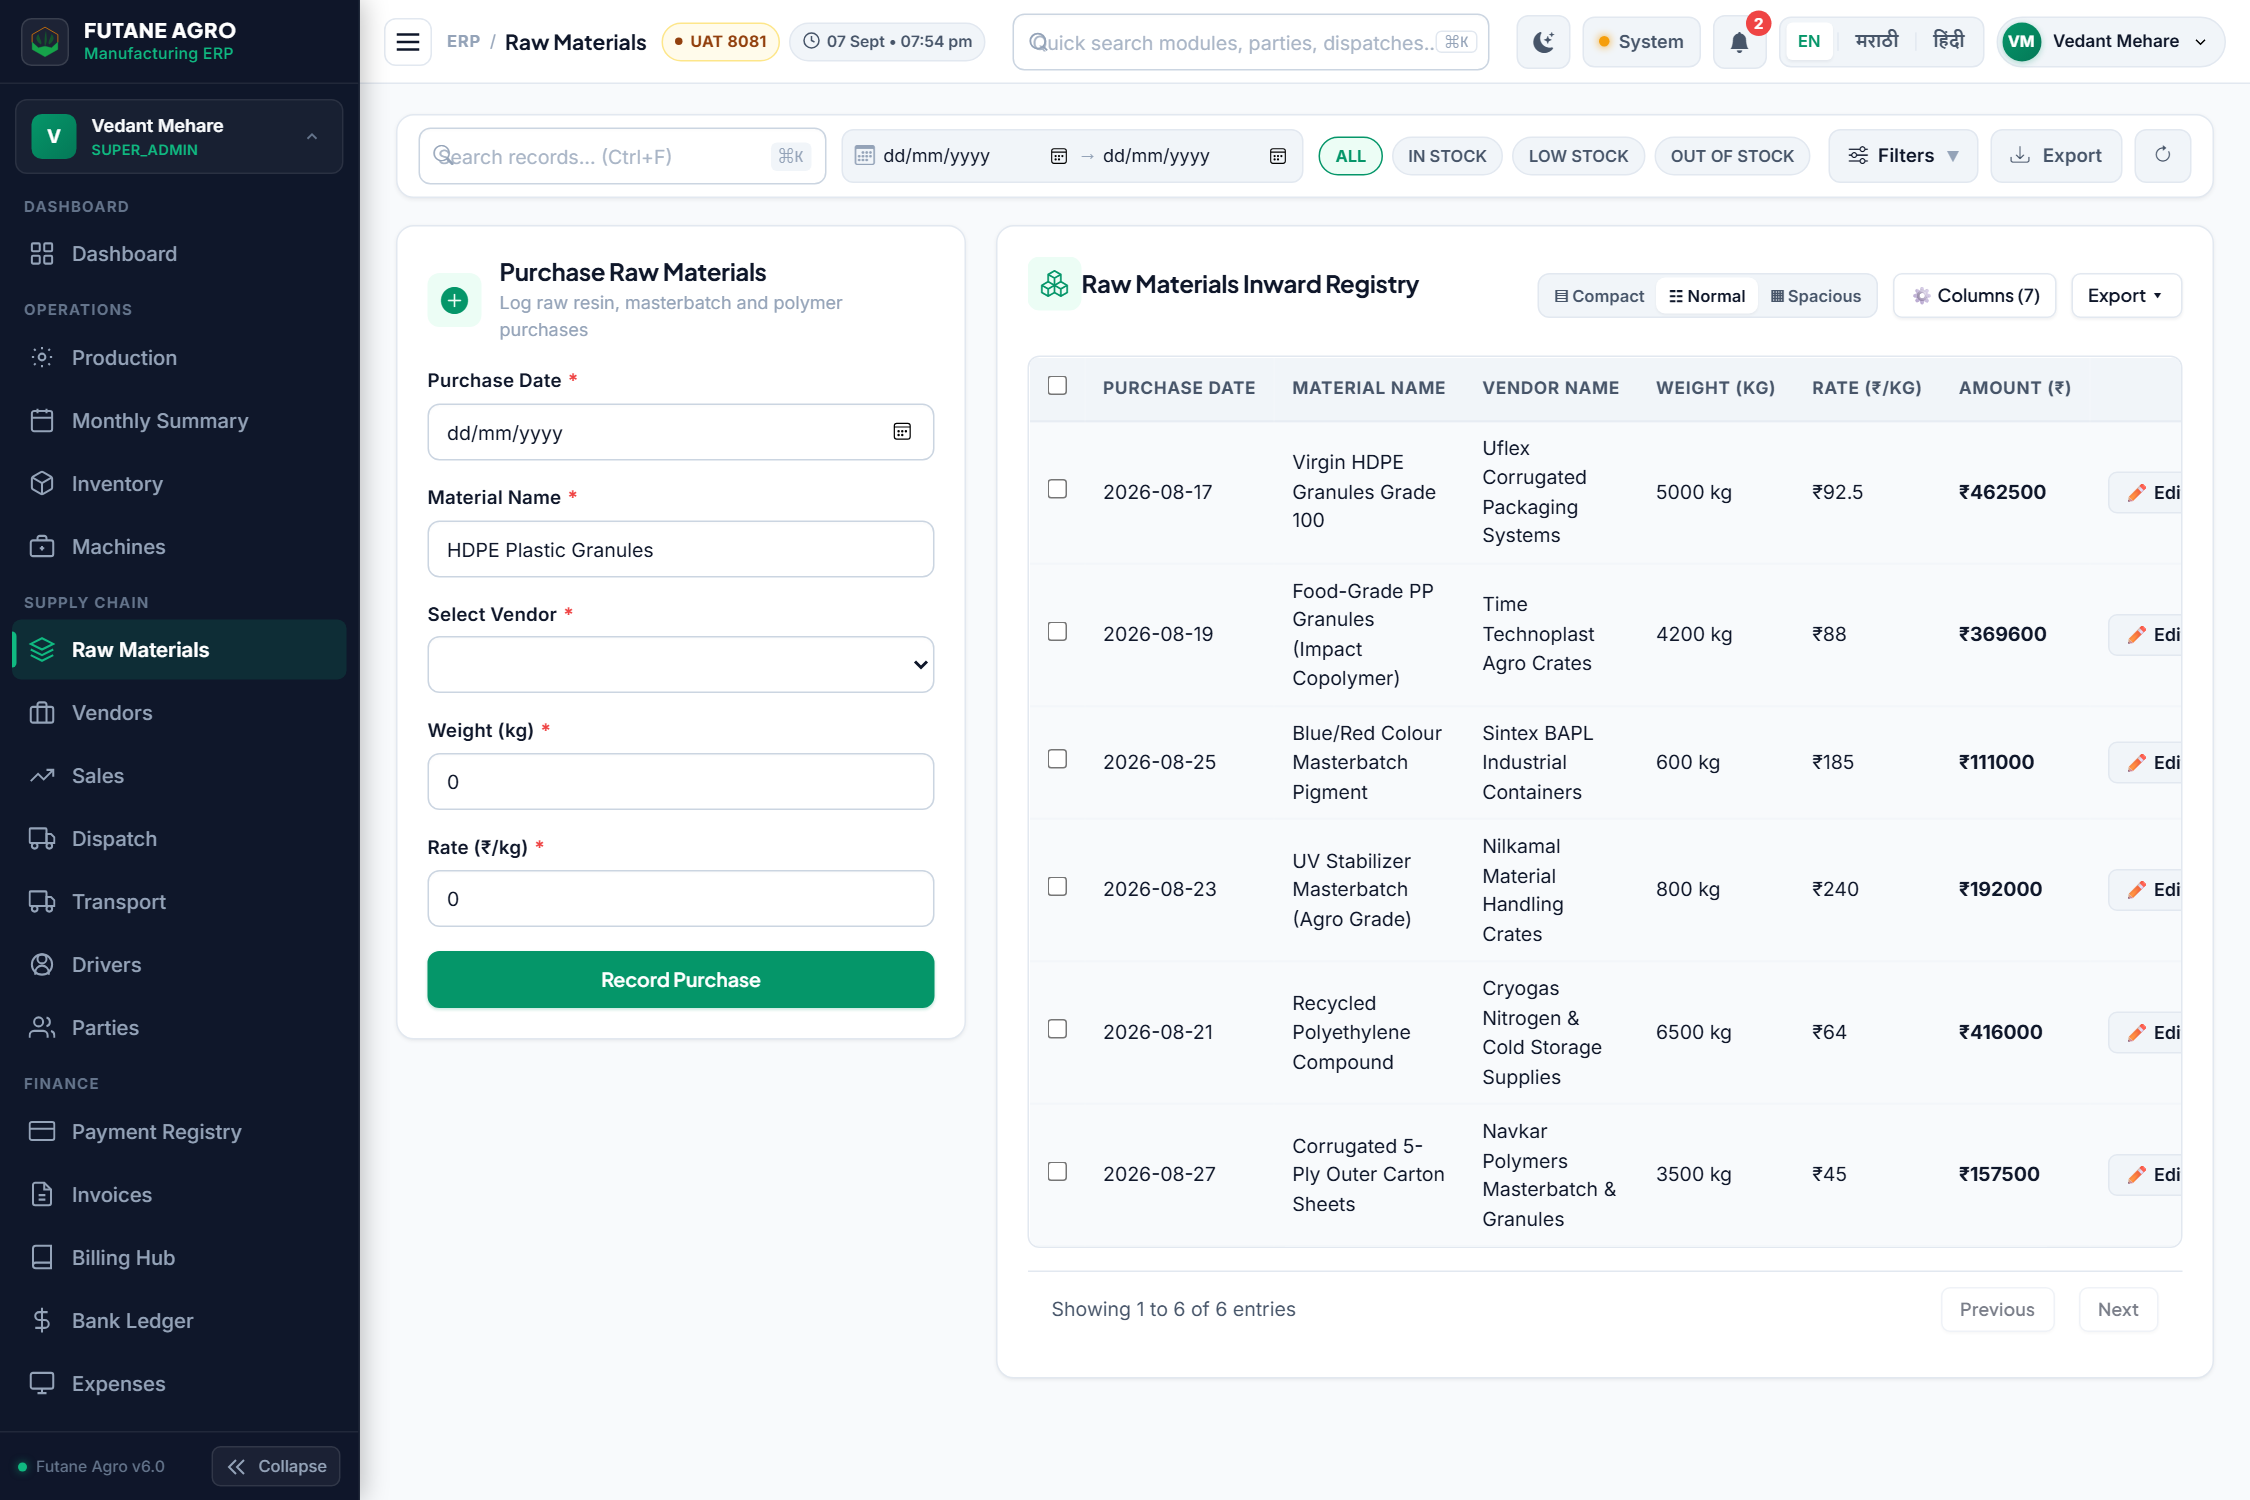 FUTANE AGRO
Manufacturing ERP
V
Vedant Mehare
SUPER_ADMIN
DASHBOARD
Dashboard
OPERATIONS
Production
Monthly Summary
Inventory
Machines
SUPPLY CHAIN
Raw Materials
Vendors
Sales
Dispatch
Transport
Drivers
Parties
FINANCE
Payment Registry
Invoices
Billing Hub
Bank Ledger
Expenses
Futane Agro v6.0
Collapse
ERP / Raw Materials
UAT 8081
07 Sept • 07:54 pm
Quick search modules, parties, dispatches... ⌘K
System
2
EN
मराठी
हिंदी
VM
Vedant Mehare
Search records... (Ctrl+F) ⌘K
dd/mm/yyyy → dd/mm/yyyy
ALL
IN STOCK
LOW STOCK
OUT OF STOCK
Filters ▼
Export
Purchase Raw Materials
Log raw resin, masterbatch and polymer
purchases
Purchase Date *
dd/mm/yyyy
Material Name *
HDPE Plastic Granules
Select Vendor *
Weight (kg) *
0
Rate (₹/kg) *
0
Record Purchase
Raw Materials Inward Registry
Compact
Normal
Spacious
Columns (7)
Export ▾
PURCHASE DATE MATERIAL NAME VENDOR NAME WEIGHT (KG) RATE (₹/KG) AMOUNT (₹)
2026-08-17
Virgin HDPE
Granules Grade
100
Uflex
Corrugated
Packaging
Systems
5000 kg
₹92.5
₹462500
Edi
2026-08-19
Food-Grade PP
Granules
(Impact
Copolymer)
Time
Technoplast
Agro Crates
4200 kg
₹88
₹369600
Edi
2026-08-25
Blue/Red Colour
Masterbatch
Pigment
Sintex BAPL
Industrial
Containers
600 kg
₹185
₹111000
Edi
2026-08-23
UV Stabilizer
Masterbatch
(Agro Grade)
Nilkamal
Material
Handling
Crates
800 kg
₹240
₹192000
Edi
2026-08-21
Recycled
Polyethylene
Compound
Cryogas
Nitrogen &
Cold Storage
Supplies
6500 kg
₹64
₹416000
Edi
2026-08-27
Corrugated 5-
Ply Outer Carton
Sheets
Navkar
Polymers
Masterbatch &
Granules
3500 kg
₹45
₹157500
Edi
Showing 1 to 6 of 6 entries
Previous
Next